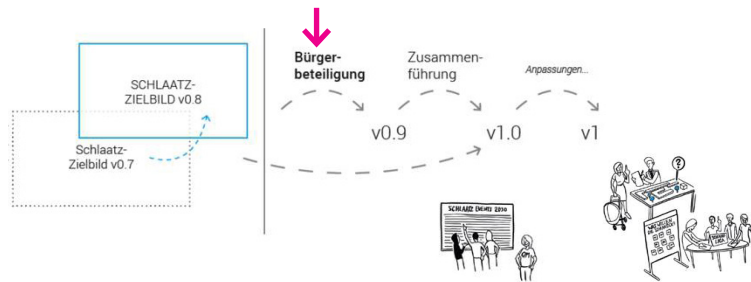 SCHLAATZ-
ZIELBILD v0.8
Schlaatz-
Zielbild v0.7
Bürger-
beteiligung
Zusammen-
führung
Anpassungen...
v0.9
v1.0
v1
SCHLAATZ EVENTS 2030
?